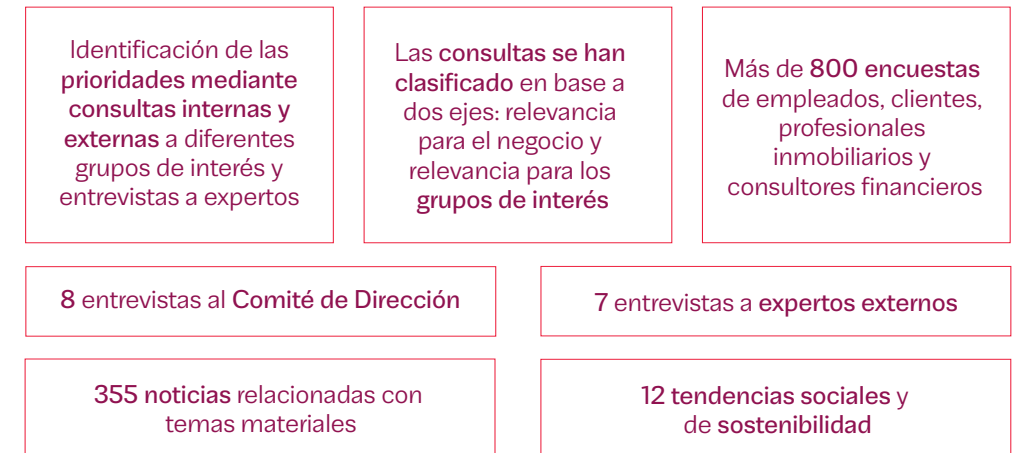 Identificación de las
prioridades mediante
consultas internas y
externas a diferentes
grupos de interés y
entrevistas a expertos
Las consultas se han
clasificado en base a
dos ejes: relevancia
para el negocio y
relevancia para los
grupos de interés
Más de 800 encuestas
de empleados, clientes,
profesionales
inmobiliarios y
consultores financieros
8 entrevistas al Comité de Dirección
7 entrevistas a expertos externos
355 noticias relacionadas con
temas materiales
12 tendencias sociales y
de sostenibilidad